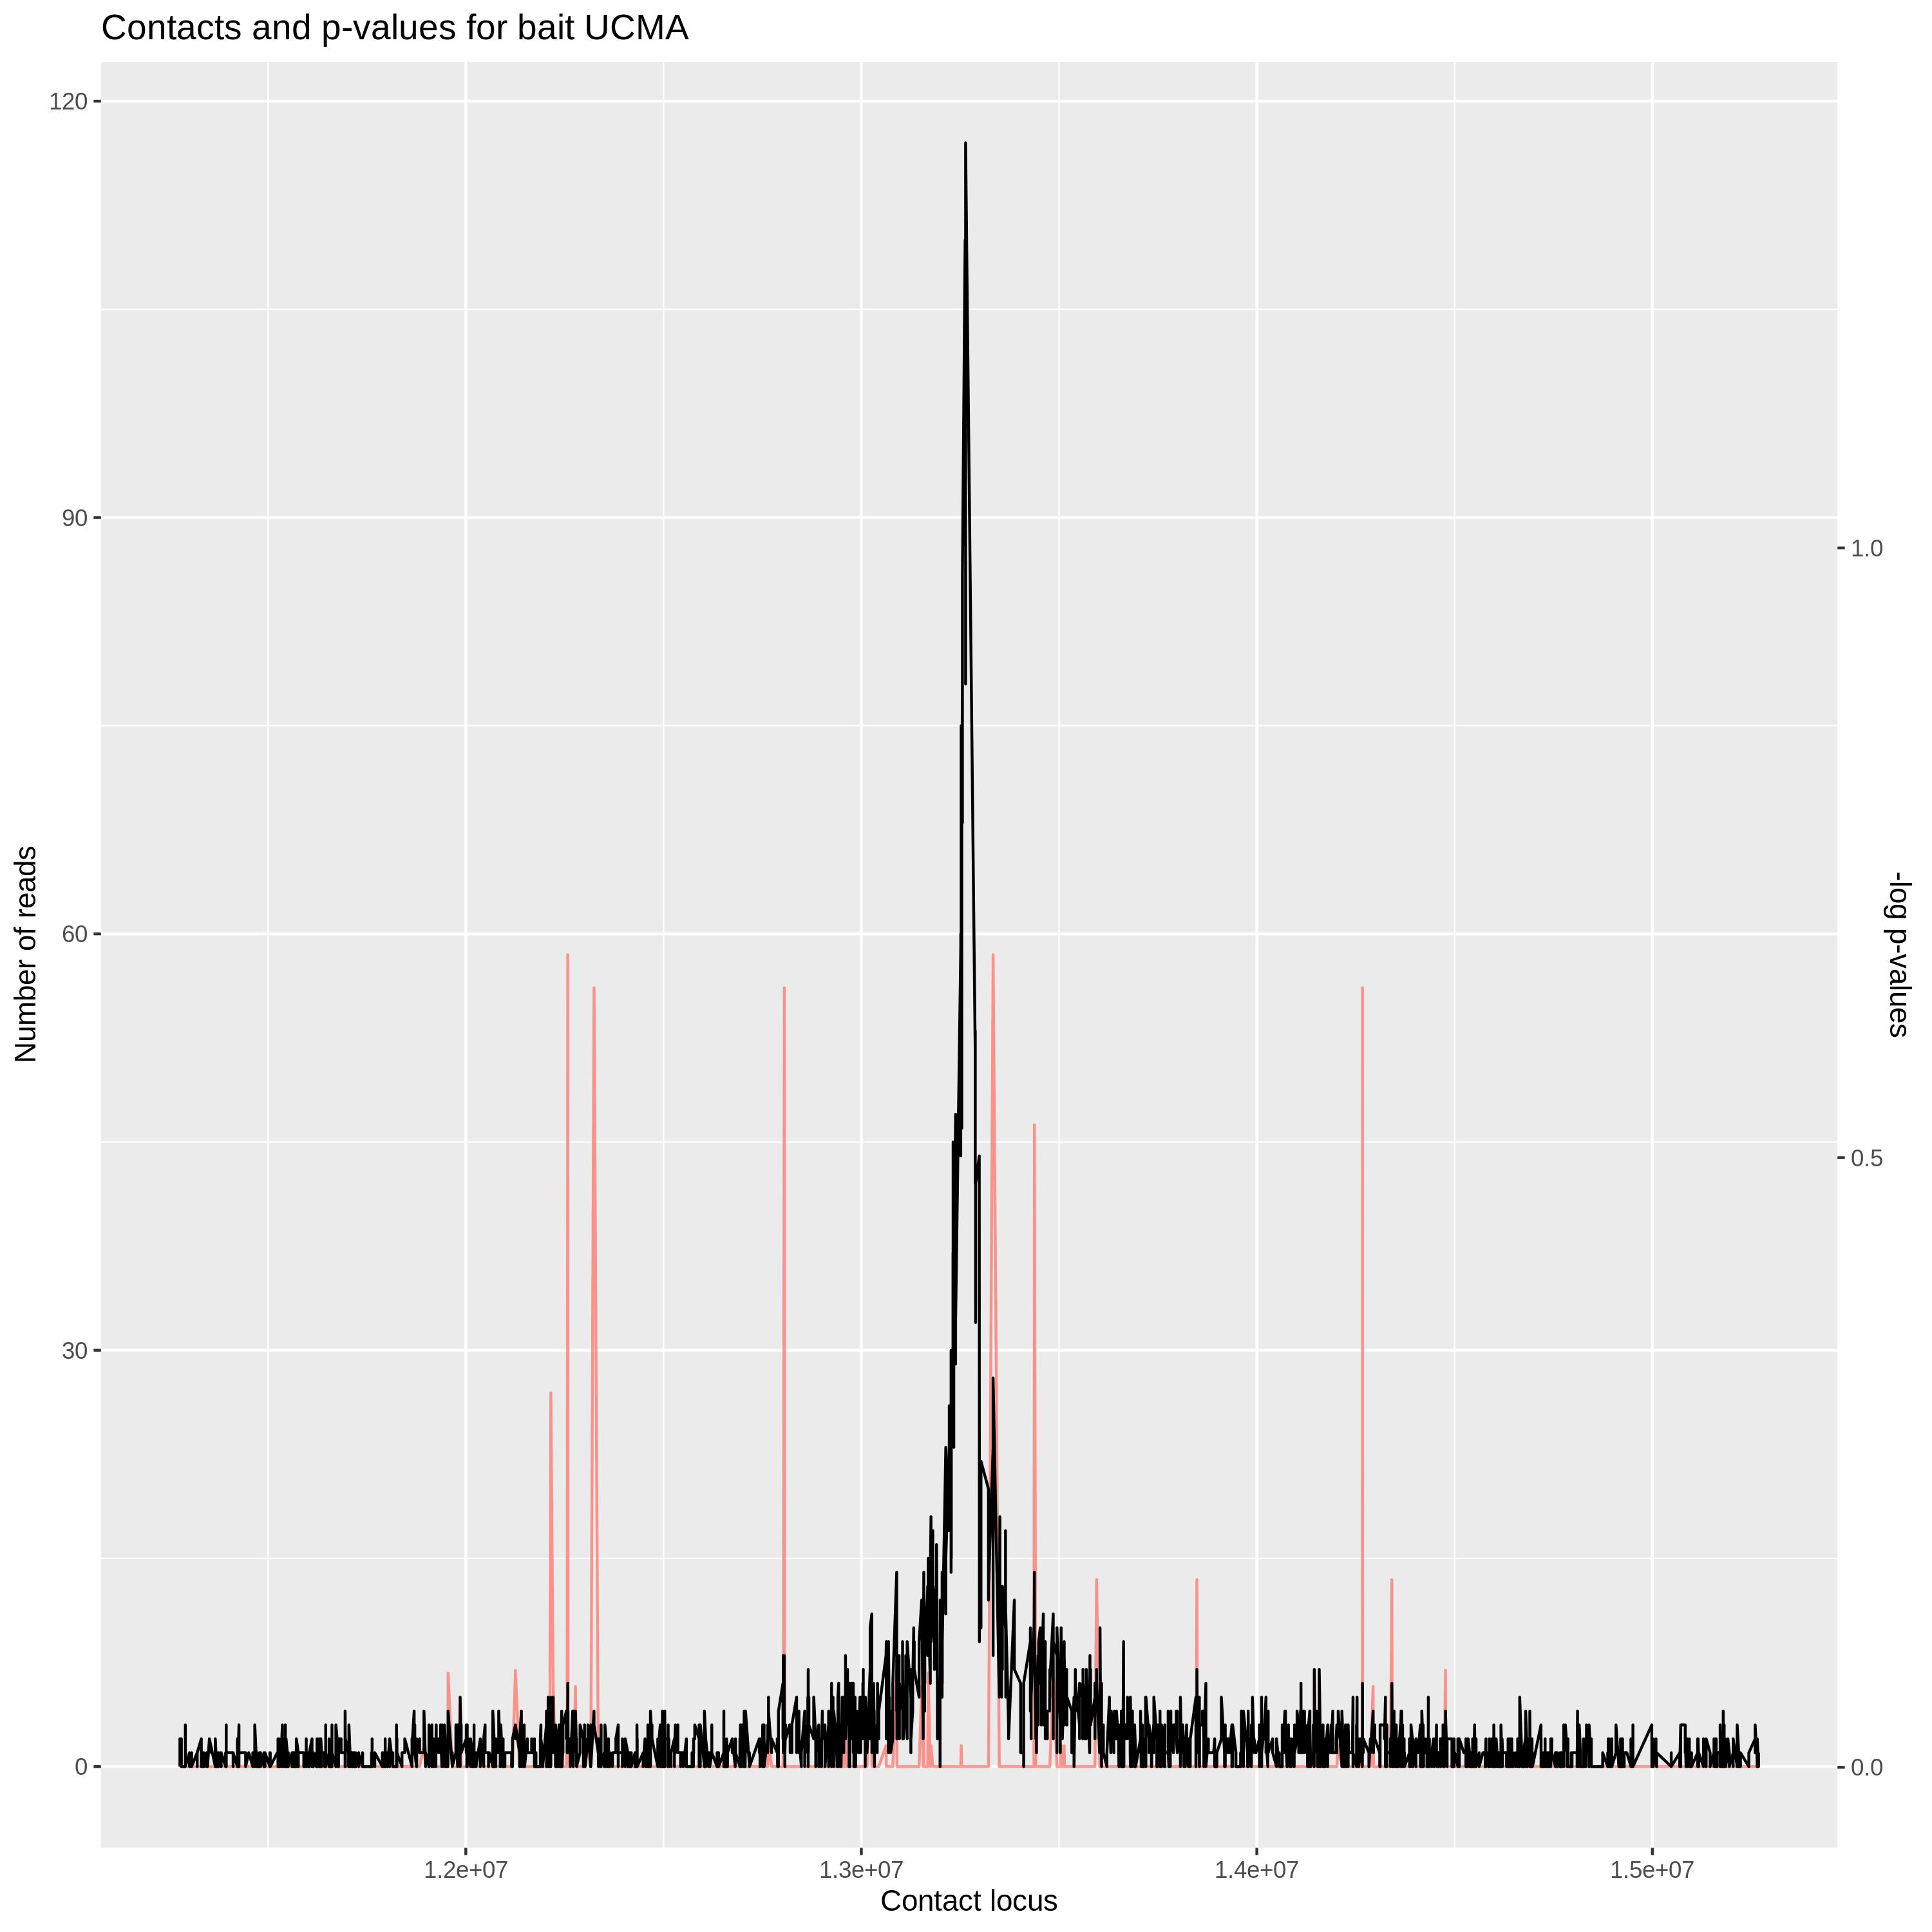 Contacts and p-values for bait UCMA
120
90
60
30
0
Number of reads
1.0
0.5
0.0
-log p-values
1.2e+07
1.3e+07
1.4e+07
1.5e+07
Contact locus